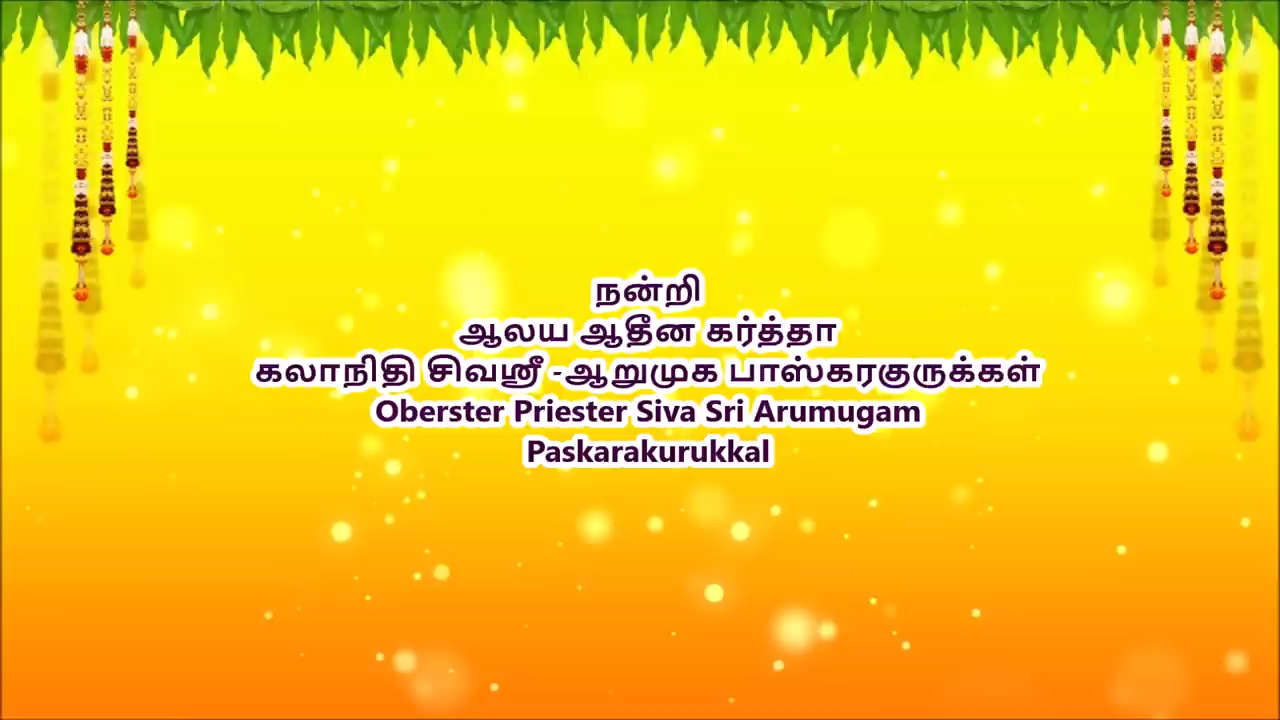 நன்றி
ஆலய ஆதீன கர்த்தா
கலாநிதி சிவஸ்ரீ -ஆறுமுக பாஸ்கரகுருக்கள்
Oberster Priester Siva Sri Arumugam
Paskarakurukkal